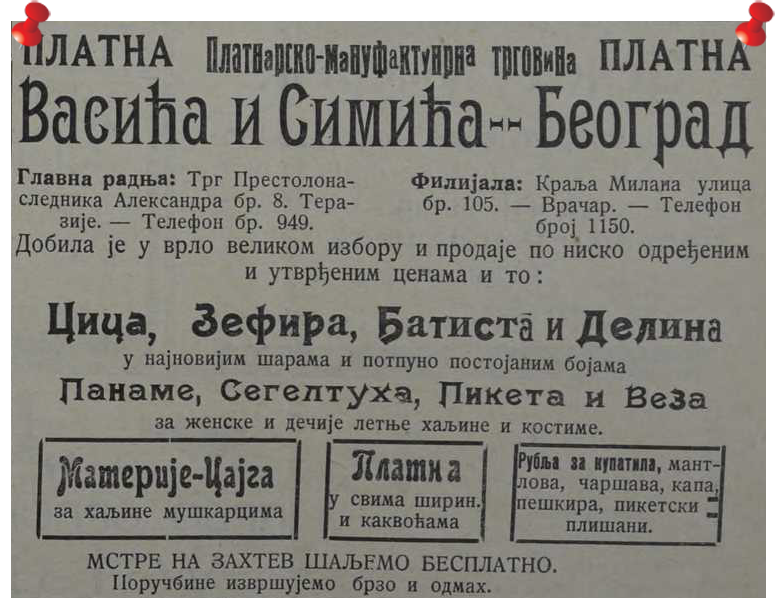 ПЛАТНА Платнарско-мануфактурна трговина ПЛАТНА
Васића и Симића-- Београд
Главна радња: Трг Престолона-
следника Александра бр. 8. Тера-
зије. — Телефон бр. 949.
Филијала: Краља Милана улица
бр. 105. — Врачар. — Телефон
број 1150.
Добила је у врло великом избору и продаје по ниско одређеним
и утврђеним ценама и то :
Цица, Зефира, Батиста и Делина
у најновијим шарама и потпуно постојаним бојама
Панаме, Сегелтуха, Пикета и Веза
за женске и дечије летње хаљине и костиме.
Материје-Цајга
за хаљине мушкарцима
Платна
у свима ширин.
и каквоћама
Рубља за купатила, мант-
лова, чаршава, капа,
пешкира, пикетски =
плишани.
МСТРЕ НА ЗАХТЕВ ШАЉЕМО БЕСПЛАТНО.
Поручбине извршујемо брзо и одмах.